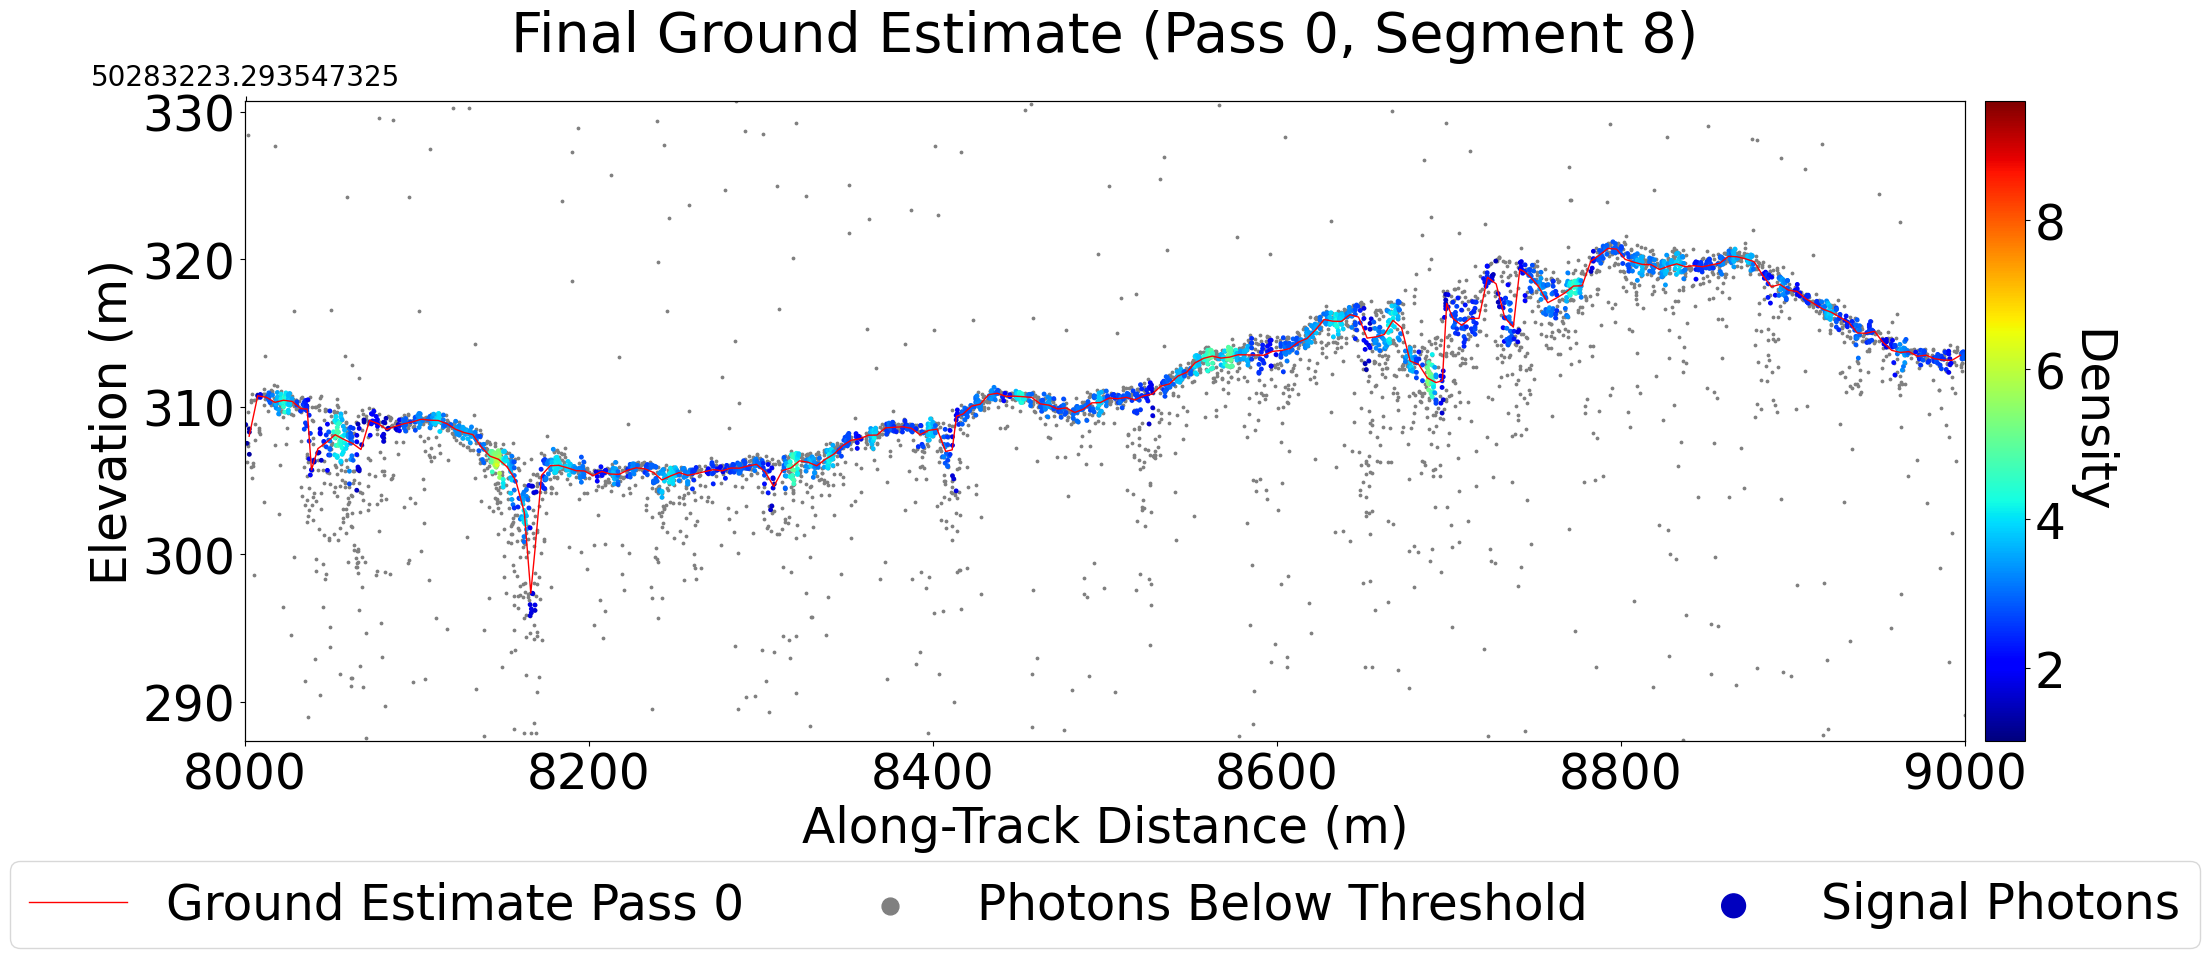 Final Ground Estimate (Pass 0, Segment 8)
50283223.293547325
330
320
310
300
290
Elevation (m)
8000 8200 8400 8600 8800 9000
Along-Track Distance (m)
8
6
4
2
Density
Ground Estimate Pass 0 Photons Below Threshold Signal Photons